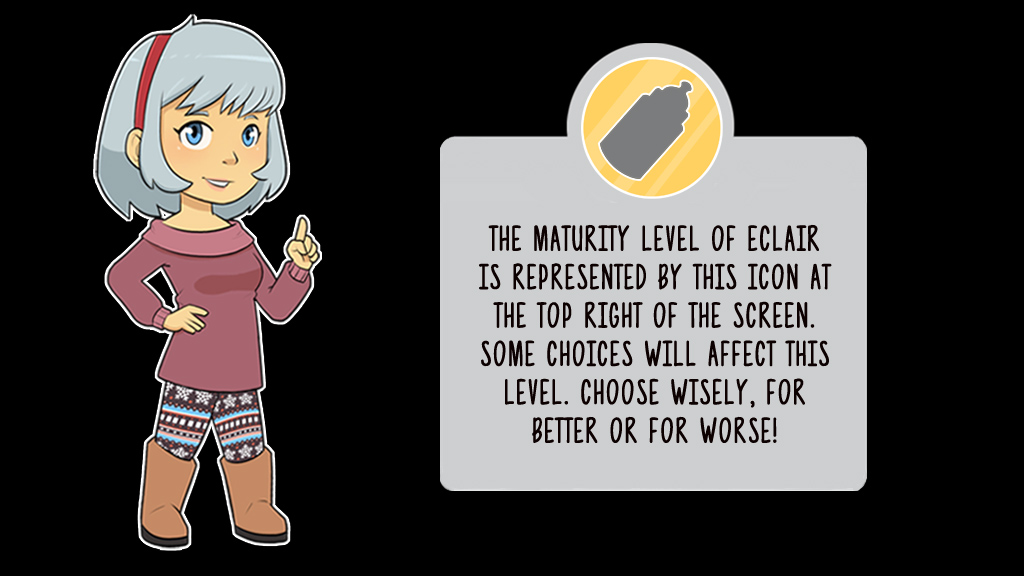 THE MATURITY LEVEL OF ECLAIR
IS REPRESENTED BY THIS ICON AT
THE TOP RIGHT OF THE SCREEN.
SOME CHOICES WILL AFFECT THIS
LEVEL. CHOOSE WISELY, FOR
BETTER OR FOR WORSE!